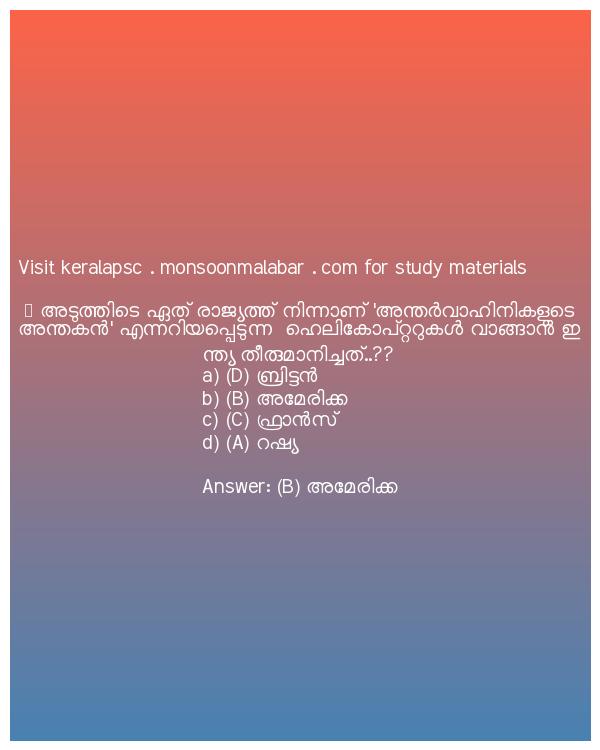 Visit keralapsc . monsoonmalabar . com for study materials
അടുത്തിടെ ഏത് രാജ്യത്ത് നിന്നാണ് 'അന്തർവാഹിനികളുടെ
അന്തകൻ' എന്നറിയപ്പെടുന്ന ഹെലികോപ്റ്ററുകൾ വാങ്ങാൻ ഇ
ന്ത്യ തീരുമാനിച്ചത്..??
a) (D) ബ്രിട്ടൻ
b) (B) അമേരിക്ക
c) (C) ഫ്രാൻസ്
d) (A) റഷ്യ
Answer: (B) അമേരിക്ക